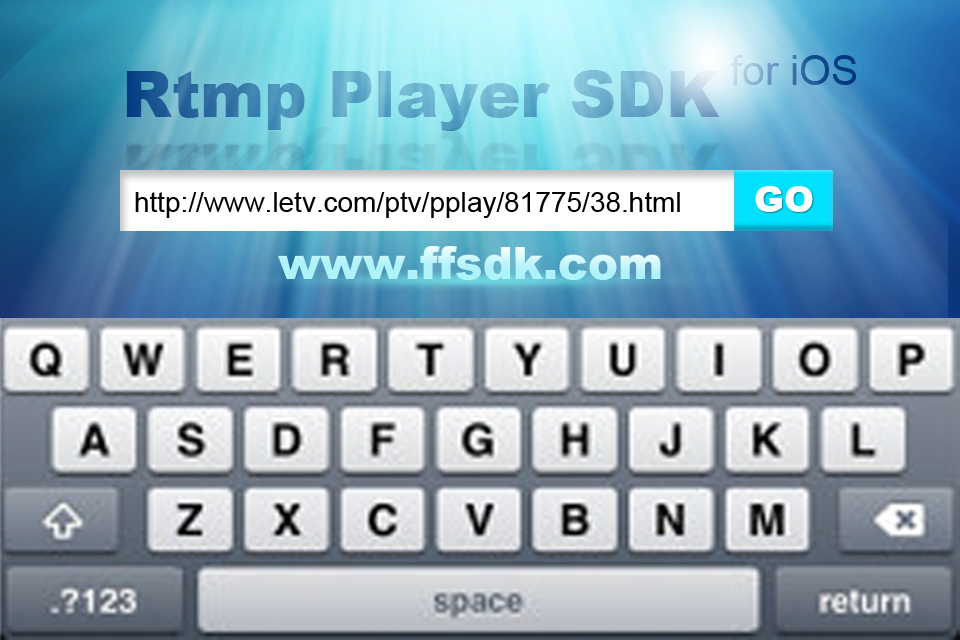 Rtmp Player SDK for iOS
http://www.letv.com/ptv/pplay/81775/38.html GO
www.ffsdk.com
Q W E R T Y U I O P
A S D F G H J K L
Z X C V B N M
.?123 space return